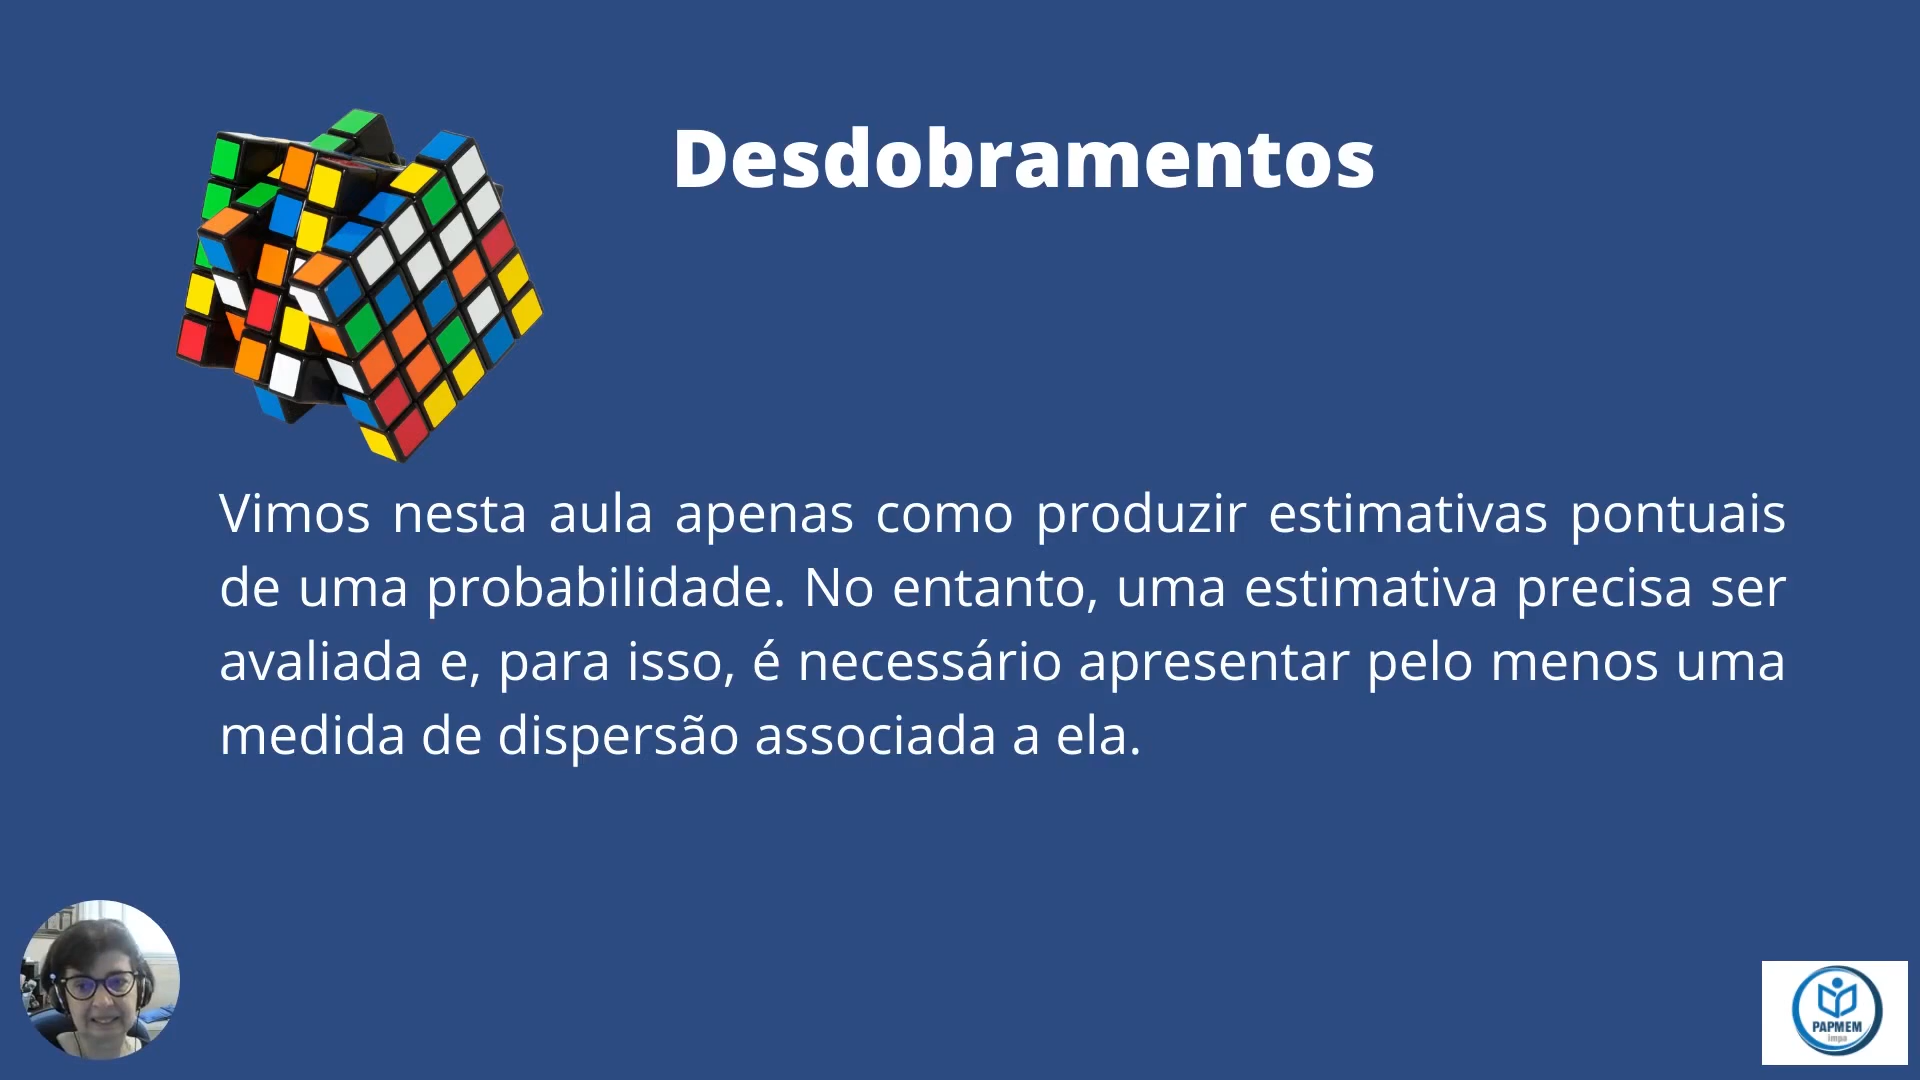 Desdobramentos
Vimos nesta aula apenas como produzir estimativas pontuais
de uma probabilidade. No entanto, uma estimativa precisa ser
avaliada e, para isso, é necessário apresentar pelo menos uma
medida de dispersão associada a ela.
PAPMEM
impa